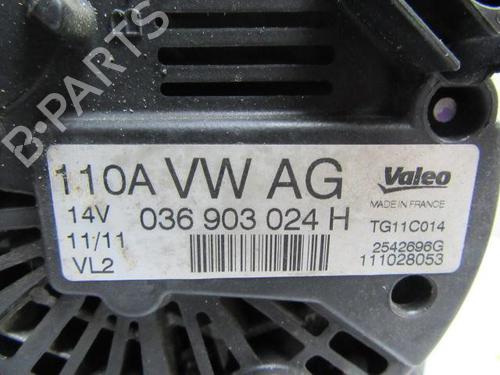 B-PARTS
110A VW AG
Valeo
14V 036 903 024 H
MADE IN FRANCE
11/11
TG11C014
VL2
2542696G
111028053